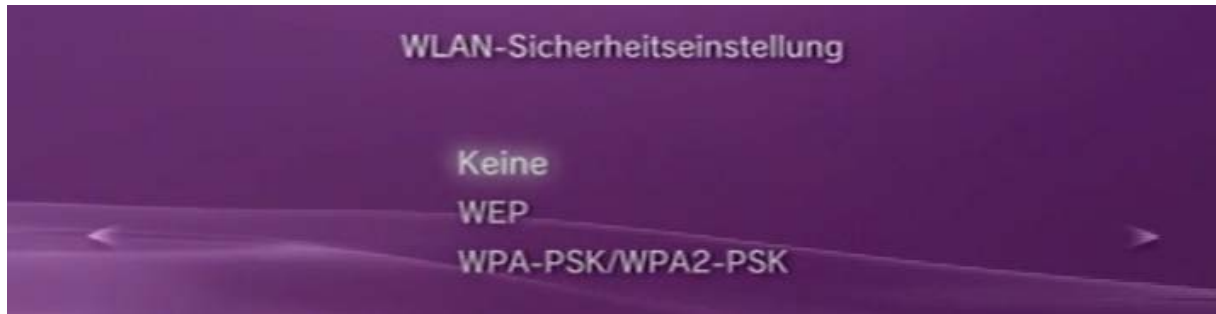 WLAN-Sicherheitseinstellung
Keine
WEP
WPA-PSK/WPA2-PSK